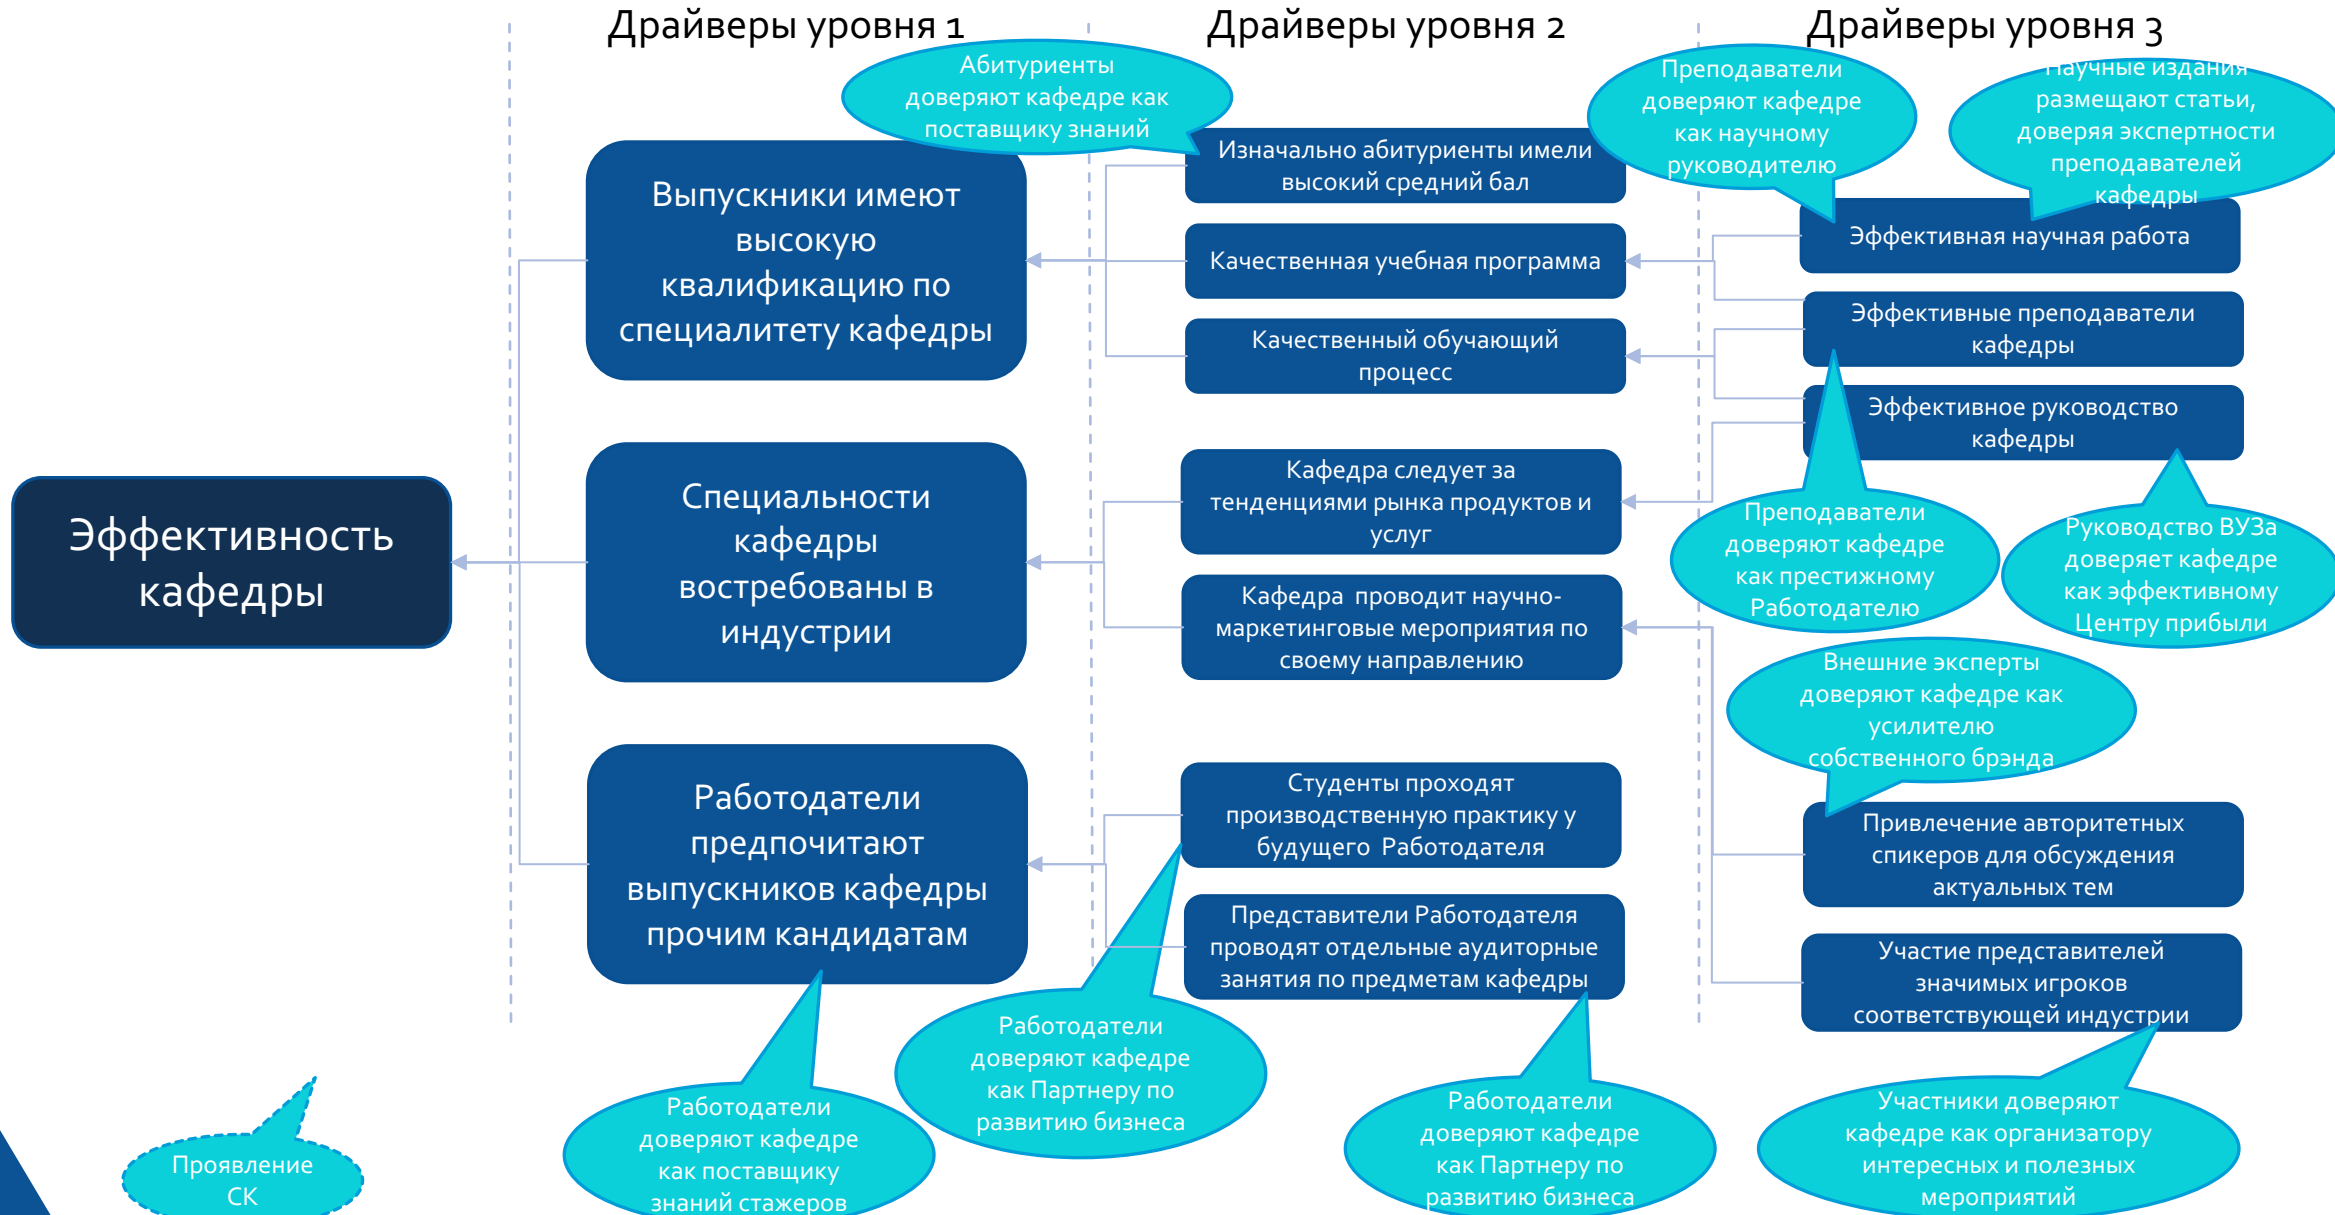 Драйверы уровня 1
Драйверы уровня 2
Драйверы уровня 3
Абитуриенты
доверяют кафедре как
поставщику знаний
Преподаватели
доверяют кафедре
как научному
руководителю
Научные издания
размещают статьи,
доверяя экспертности
преподавателей
кафедры
Выпускники имеют
высокую
квалификацию по
специалитету кафедры
Изначально абитуриенты имели
высокий средний бал
Качественная учебная программа
Качественный обучающий
процесс
Эффективная научная работа
Эффективные преподаватели
кафедры
Эффективное руководство
кафедры
Эффективность
кафедры
Специальности
кафедры
востребованы в
индустрии
Кафедра следует за
тенденциями рынка продуктов и
услуг
Кафедра  проводит научно-
маркетинговые мероприятия по
своему направлению
Преподаватели
доверяют кафедре
как престижному
Работодателю
Руководство ВУЗа
доверяет кафедре
как эффективному
Центру прибыли
Внешние эксперты
доверяют кафедре как
усилителю
собственного брэнда
Работодатели
предпочитают
выпускников кафедры
прочим кандидатам
Студенты проходят
производственную практику у
будущего  Работодателя
Представители Работодателя
проводят отдельные аудиторные
занятия по предметам кафедры
Привлечение авторитетных
спикеров для обсуждения
актуальных тем
Участие представителей
значимых игроков
соответствующей индустрии
Проявление
СК
Работодатели
доверяют кафедре
как поставщику
знаний стажеров
Работодатели
доверяют кафедре
как Партнеру по
развитию бизнеса
Работодатели
доверяют кафедре
как Партнеру по
развитию бизнеса
Участники доверяют
кафедре как организатору
интересных и полезных
мероприятий